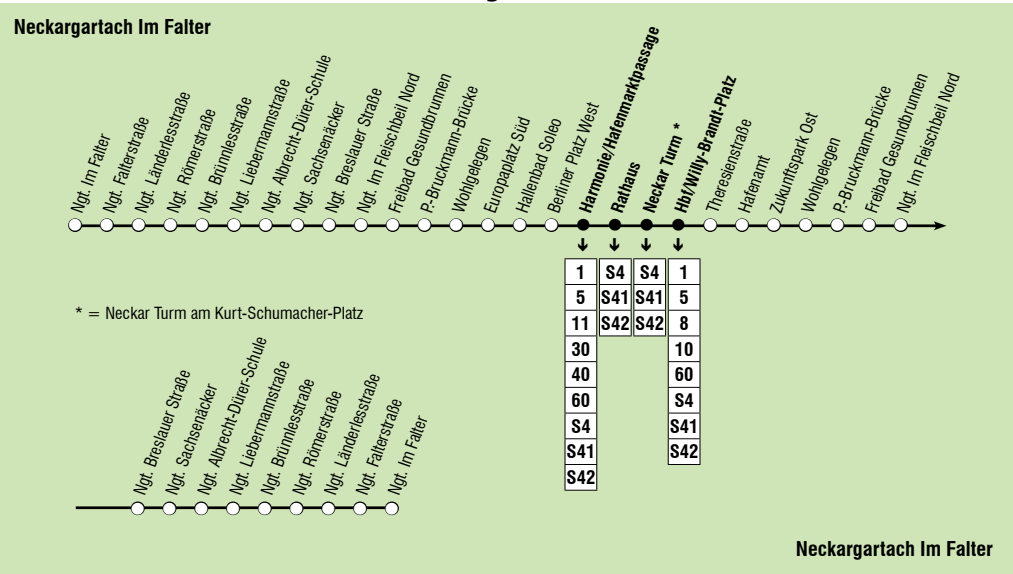 Neckargartach Im Falter
Ngt. Im Falter
Ngt. Falterstraße
Ngt. Länderlesstraße
Ngt. Römerstraße
Ngt. Brünnlesstraße
Ngt. Liebermannstraße
Ngt. Albrecht-Dürer-Schule
Ngt. Sachsenäcker
Ngt. Breslauer Straße
Ngt. Im Fleischbeil Nord
Freibad Gesundbrunnen
P.-Bruckmann-Brücke
Wohlgelegen
Europaplatz Süd
Hallenbad Soleo
Berliner Platz West
Harmonie/Hafenmarktpassage
Rathaus
Neckar Turm *
Hbf/Willy-Brandt-Platz
Theresienstraße
Hafenamt
Zukunftspark Ost
Wohlgelegen
P.-Bruckmann-Brücke
Freibad Gesundbrunnen
Ngt. Im Fleischbeil Nord
1 S4 S4 1
5 S41 S41 5
11 S42 S42 8
30 10
40 60
60 S4
S4 S41
S41 S42
S42
* = Neckar Turm am Kurt-Schumacher-Platz
Ngt. Breslauer Straße
Ngt. Sachsenäcker
Ngt. Albrecht-Dürer-Schule
Ngt. Liebermannstraße
Ngt. Brünnlesstraße
Ngt. Römerstraße
Ngt. Länderlesstraße
Ngt. Falterstraße
Ngt. Im Falter
Neckargartach Im Falter